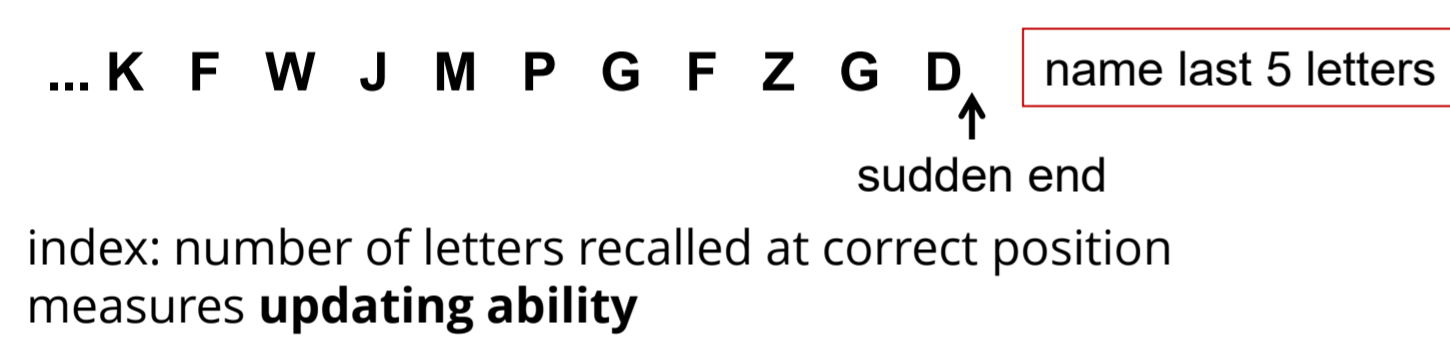 ... K F W J M P G F Z G D name last 5 letters
sudden end
index: number of letters recalled at correct position
measures updating ability